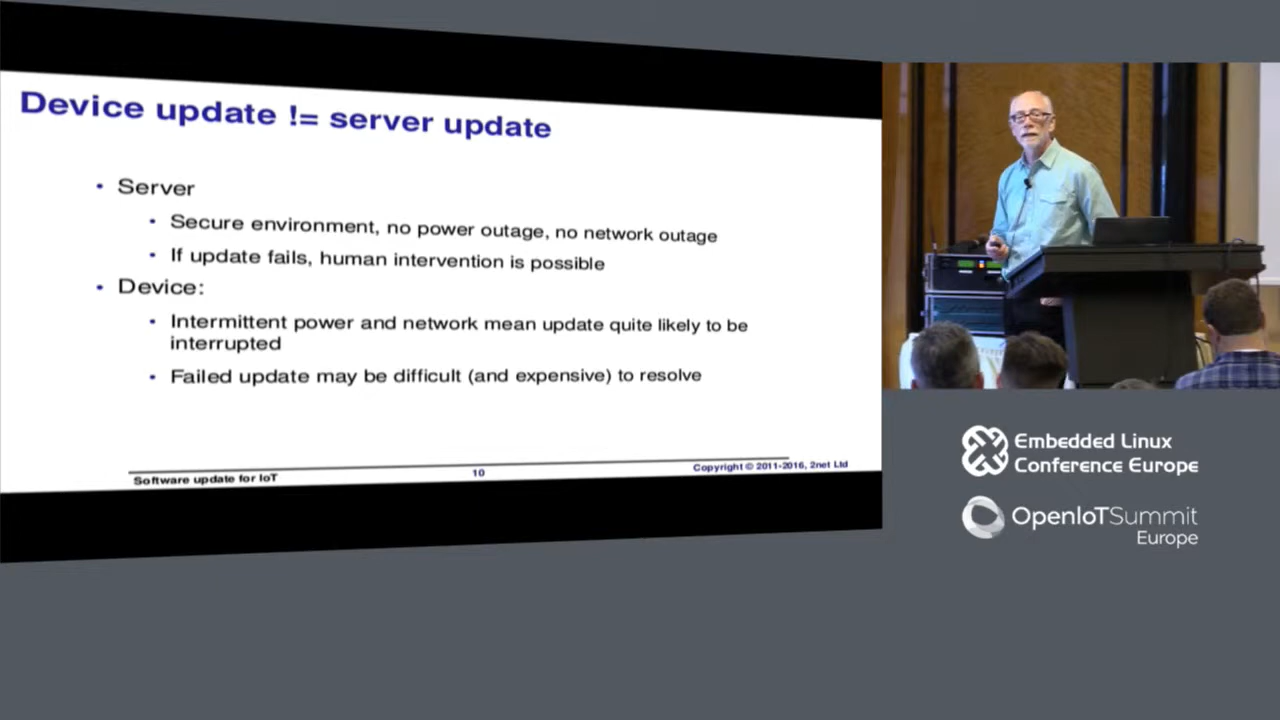 Device update != server update
• Server
• Secure environment, no power outage, no network outage
• If update fails, human intervention is possible
• Device:
• Intermittent power and network mean update quite likely to be
interrupted
• Failed update may be difficult (and expensive) to resolve
Software update for IoT
10
Copyright © 2011-2016, 2net Ltd
Embedded Linux
Conference Europe
OpenIoTSummit
Europe